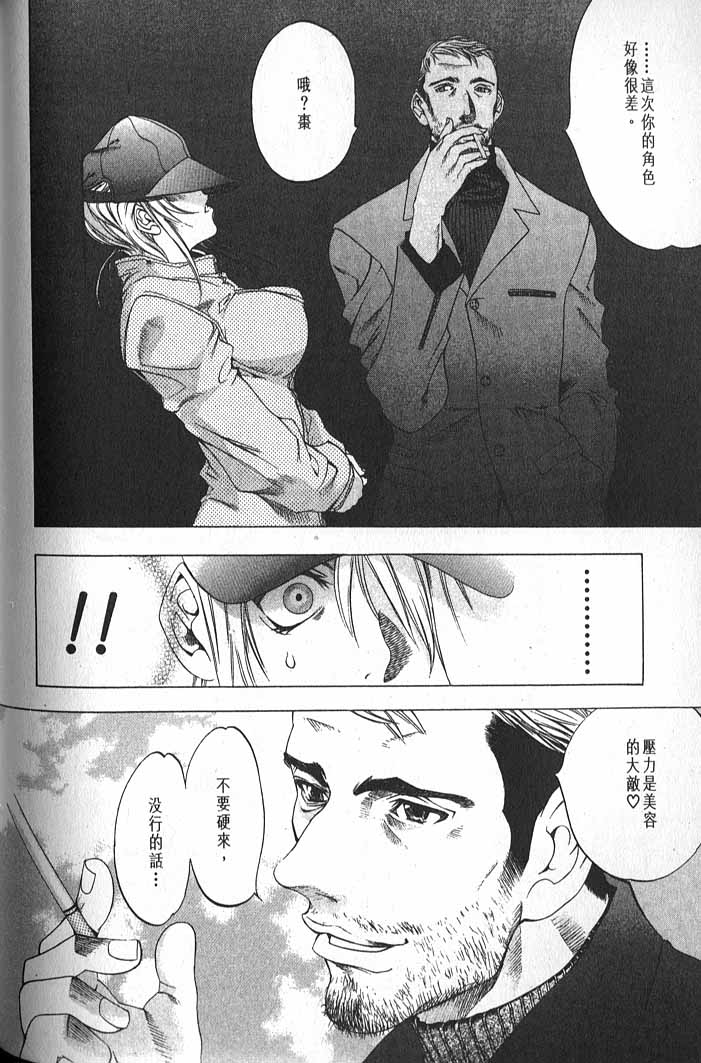 ……這次你的角色
好像很差。
哦？棗
…………
!!
壓力是美容
的大敵♡
不要硬來，
没行的話…